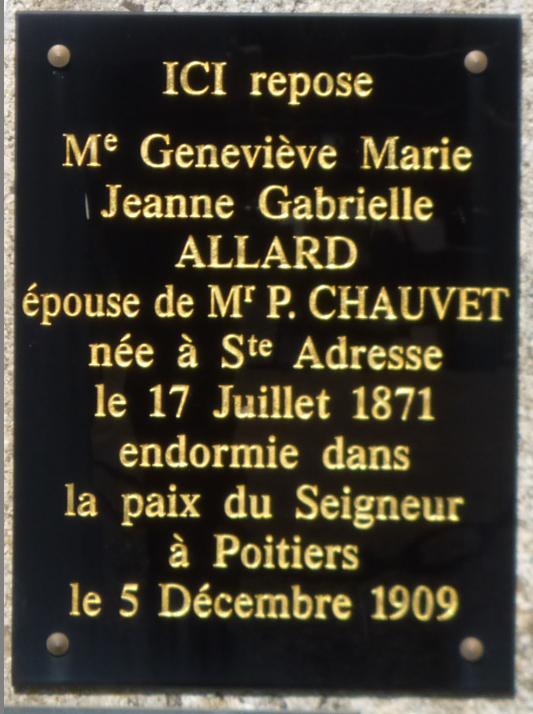 ICI repose
Me Geneviève Marie
Jeanne Gabrielle
ALLARD
épouse de Mr P. CHAUVET
née à Ste Adresse
le 17 Juillet 1871
endormie dans
la paix du Seigneur
à Poitiers
le 5 Décembre 1909